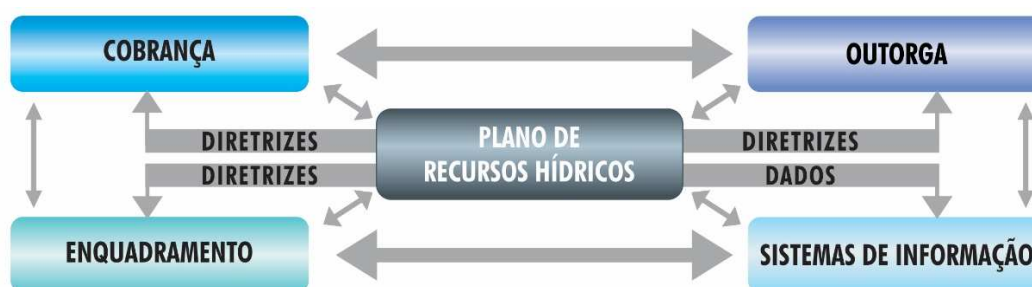 COBRANÇA
OUTORGA
DIRETRIZES
PLANO DE
RECURSOS HÍDRICOS
DIRETRIZES
DIRETRIZES
DADOS
ENQUADRAMENTO
SISTEMAS DE INFORMAÇÃO